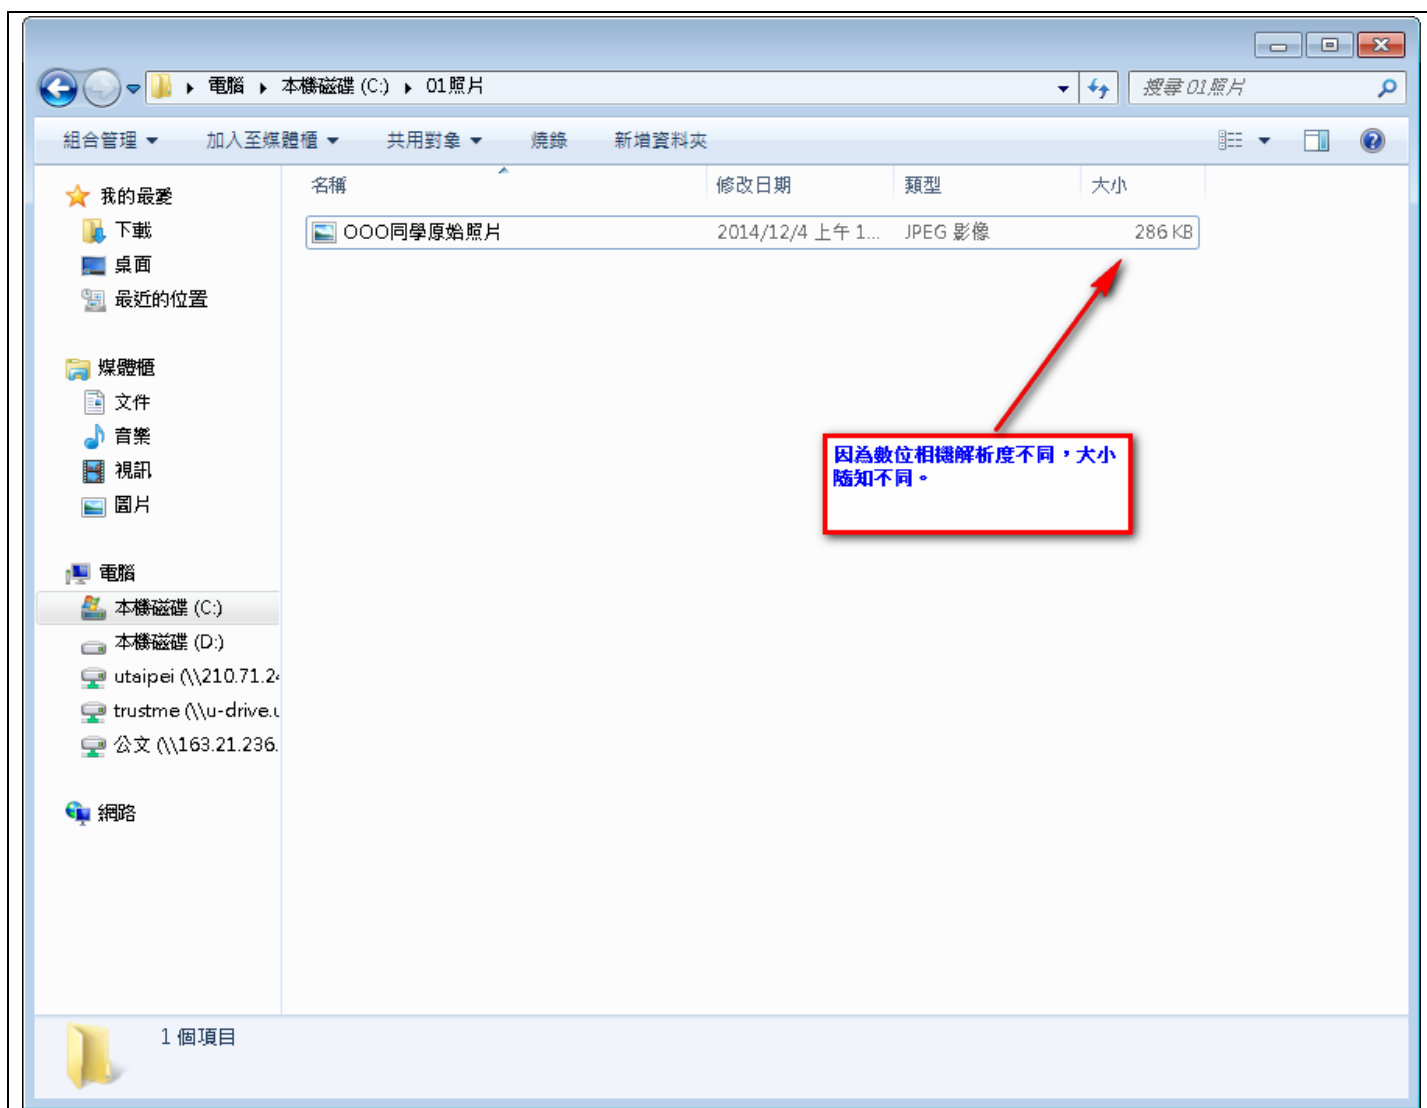 電腦 ▸ 本機磁碟 (C:) ▸ 01照片
搜尋 01照片
組合管理 加入至媒體櫃 共用對象 燒錄 新增資料夾
我的最愛
下載
桌面
最近的位置
媒體櫃
文件
音樂
視訊
圖片
電腦
本機磁碟 (C:)
本機磁碟 (D:)
utaipei (\\210.71.2
trustme (\\u-drive.u
公文 (\\163.21.236.
網路
名稱 修改日期 類型 大小
OOO同學原始照片 2014/12/4 上午 1... JPEG 影像 286 KB
因為數位相機解析度不同，大小
隨知不同。
1 個項目